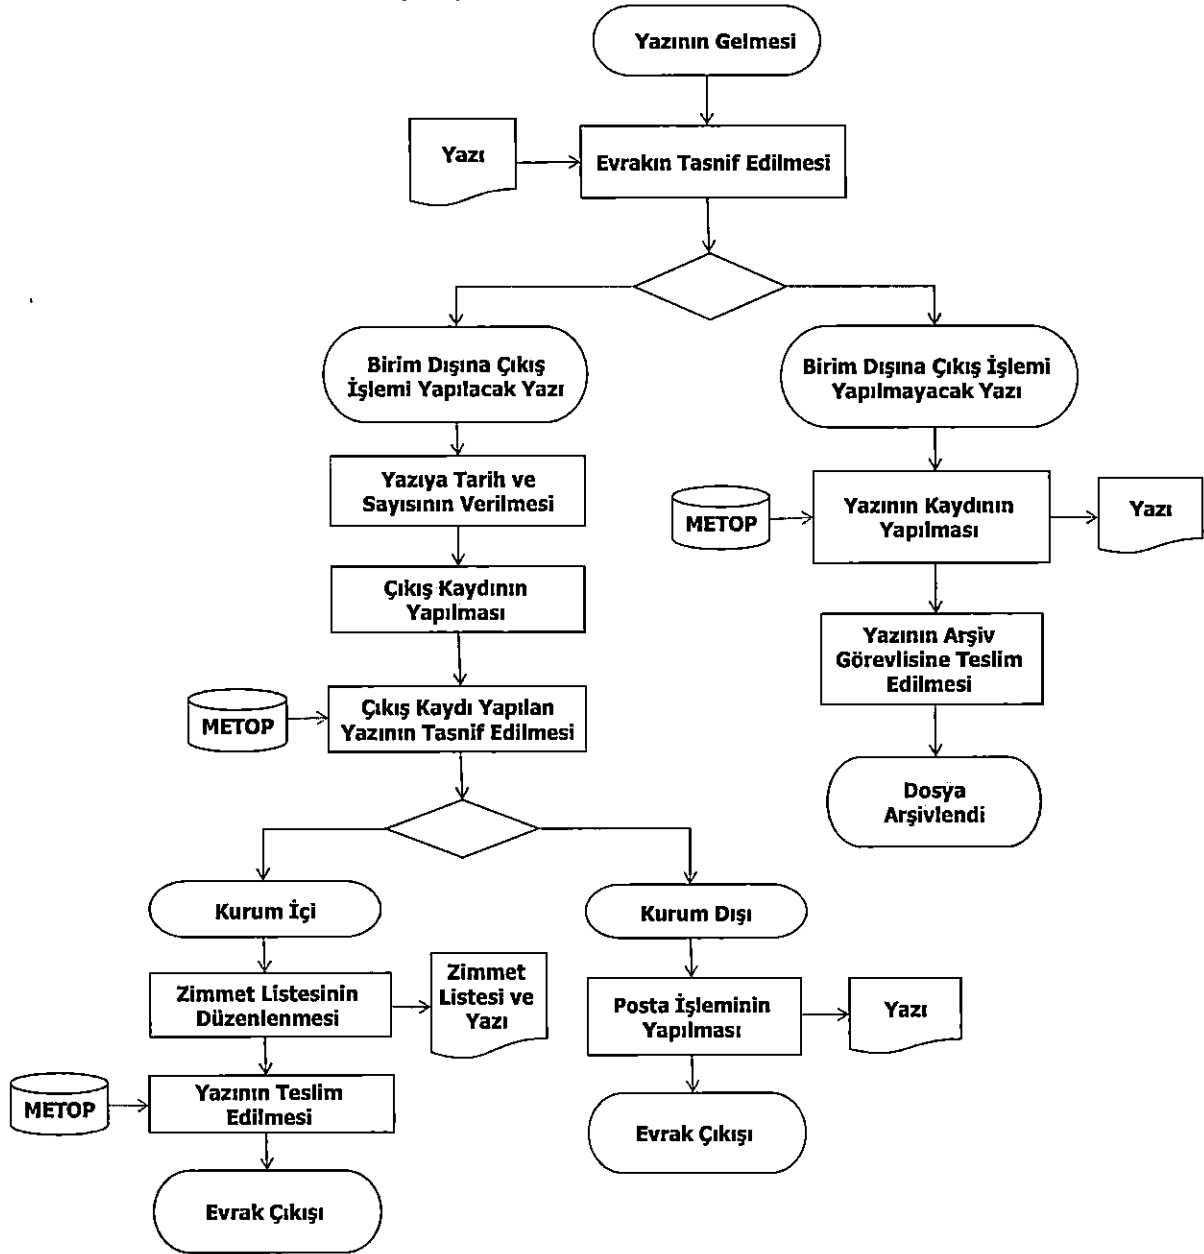 Yazının Gelmesi
Yazı
Evrakın Tasnif Edilmesi
Birim Dışına Çıkış
İşlemi Yapılacak Yazı
Birim Dışına Çıkış İşlemi
Yapılmayacak Yazı
Yazıya Tarih ve
Sayısının Verilmesi
METOP
Yazının Kaydının
Yapılması
Yazı
Çıkış Kaydının
Yapılması
Yazının Arşiv
Görevlisine Teslim
Edilmesi
METOP
Çıkış Kaydı Yapılan
Yazının Tasnif Edilmesi
Dosya
Arşivlendi
Kurum İçi
Kurum Dışı
Zimmet Listesinin
Düzenlenmesi
Zimmet
Listesi ve
Yazı
Posta İşleminin
Yapılması
Yazı
METOP
Yazının Teslim
Edilmesi
Evrak Çıkışı
Evrak Çıkışı